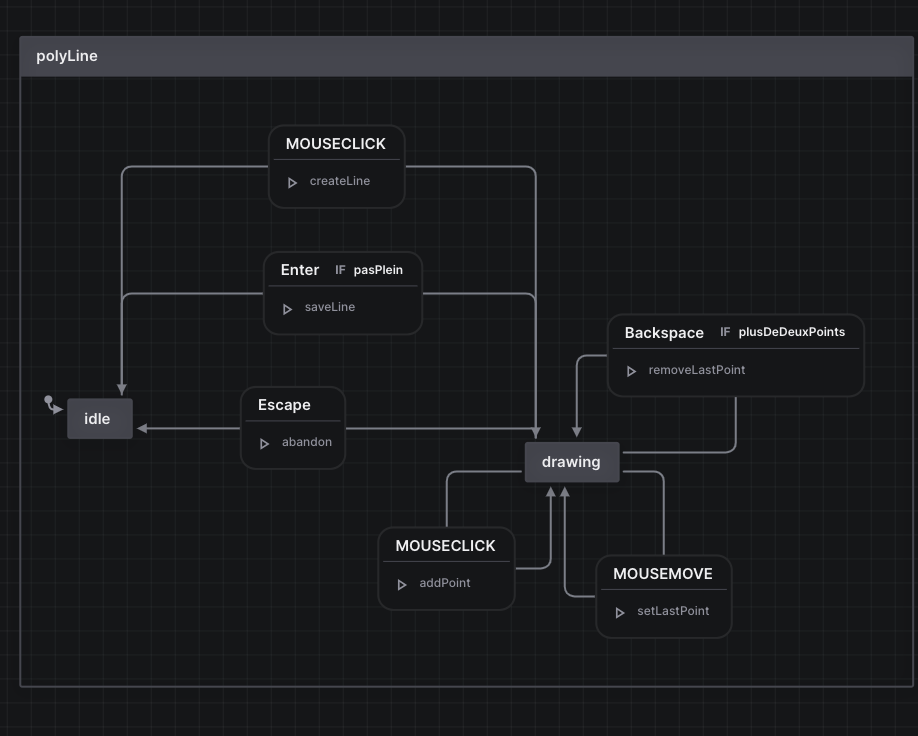 polyLine
MOUSECLICK
createLine
Enter IF pasPlein
saveLine
Backspace IF plusDeDeuxPoints
removeLastPoint
Escape
abandon
idle
drawing
MOUSECLICK
addPoint
MOUSEMOVE
setLastPoint